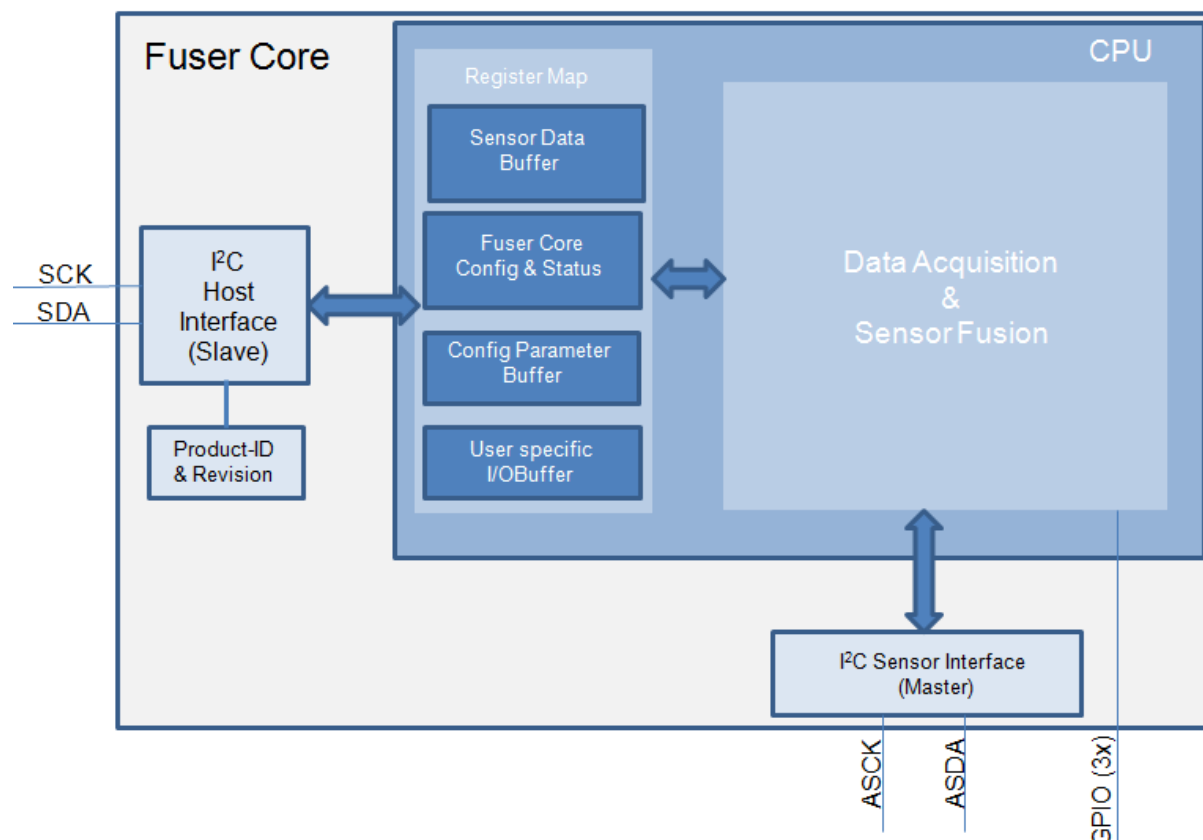 Fuser Core
CPU
Register Map
Sensor Data
Buffer
Fuser Core
Config & Status
Config Parameter
Buffer
User specific
I/OBuffer
Data Acquisition
&
Sensor Fusion
SCK
SDA
I²C
Host
Interface
(Slave)
Product-ID
& Revision
I²C Sensor Interface
(Master)
ASCK
ASDA
GPIO (3x)